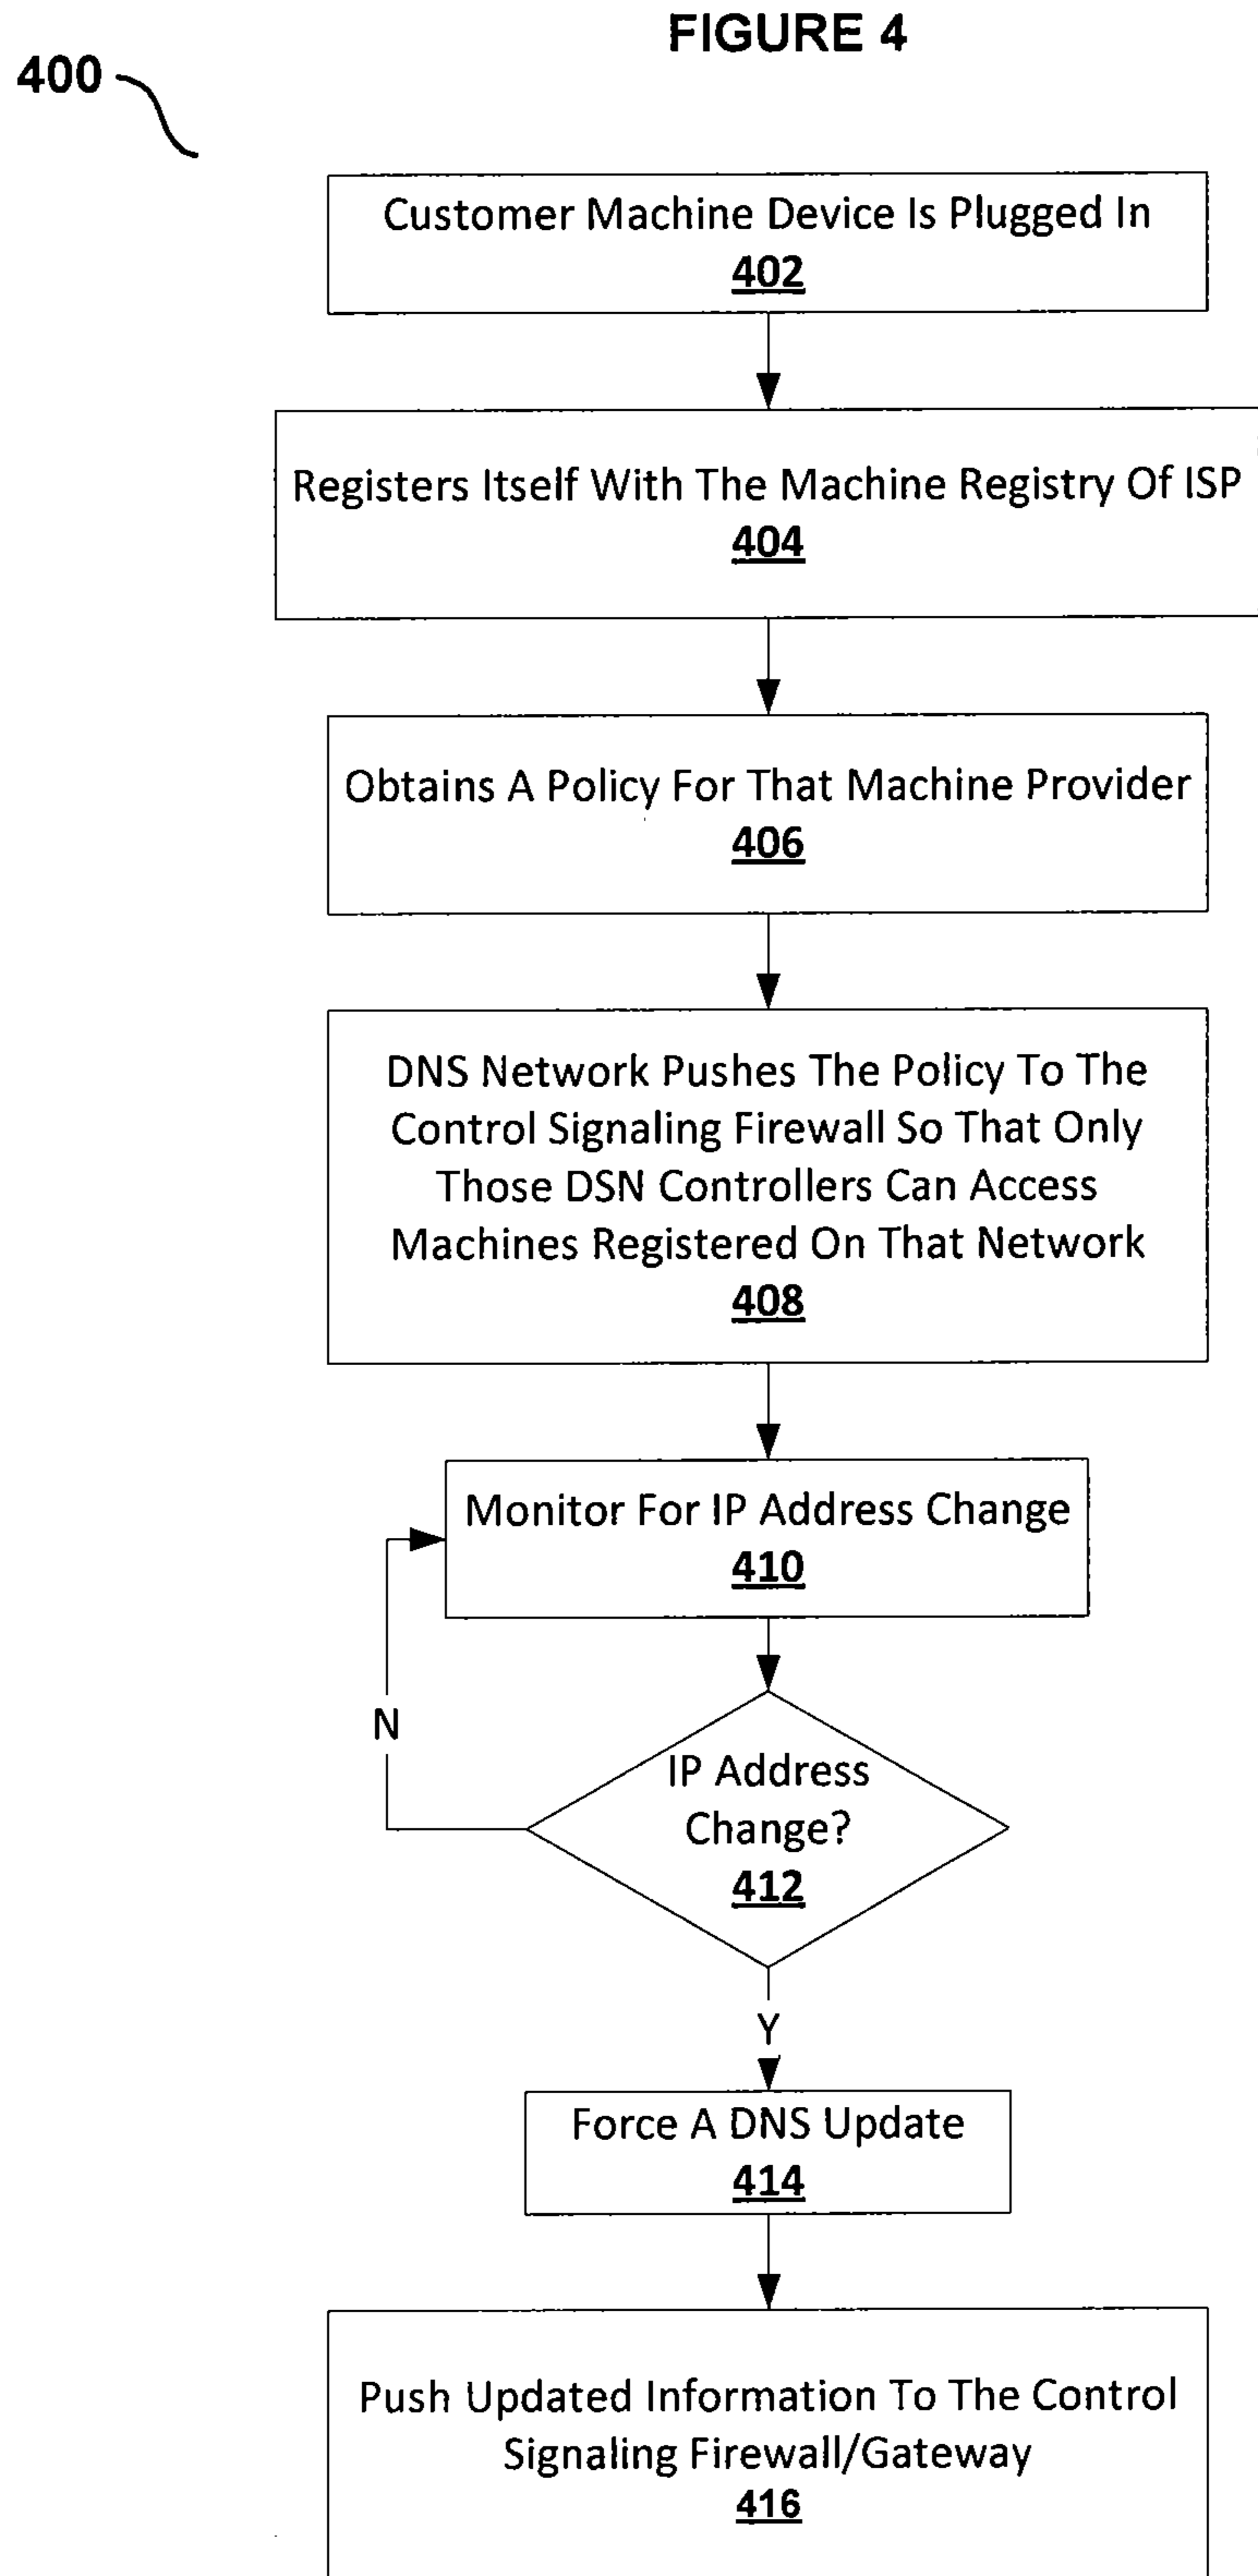 FIGURE 4
400
Customer Machine Device Is Plugged In
402
Registers Itself With The Machine Registry Of ISP
404
Obtains A Policy For That Machine Provider
406
DNS Network Pushes The Policy To The
Control Signaling Firewall So That Only
Those DSN Controllers Can Access
Machines Registered On That Network
408
Monitor For IP Address Change
410
N
IP Address
Change?
412
Y
Force A DNS Update
414
Push Updated Information To The Control
Signaling Firewall/Gateway
416